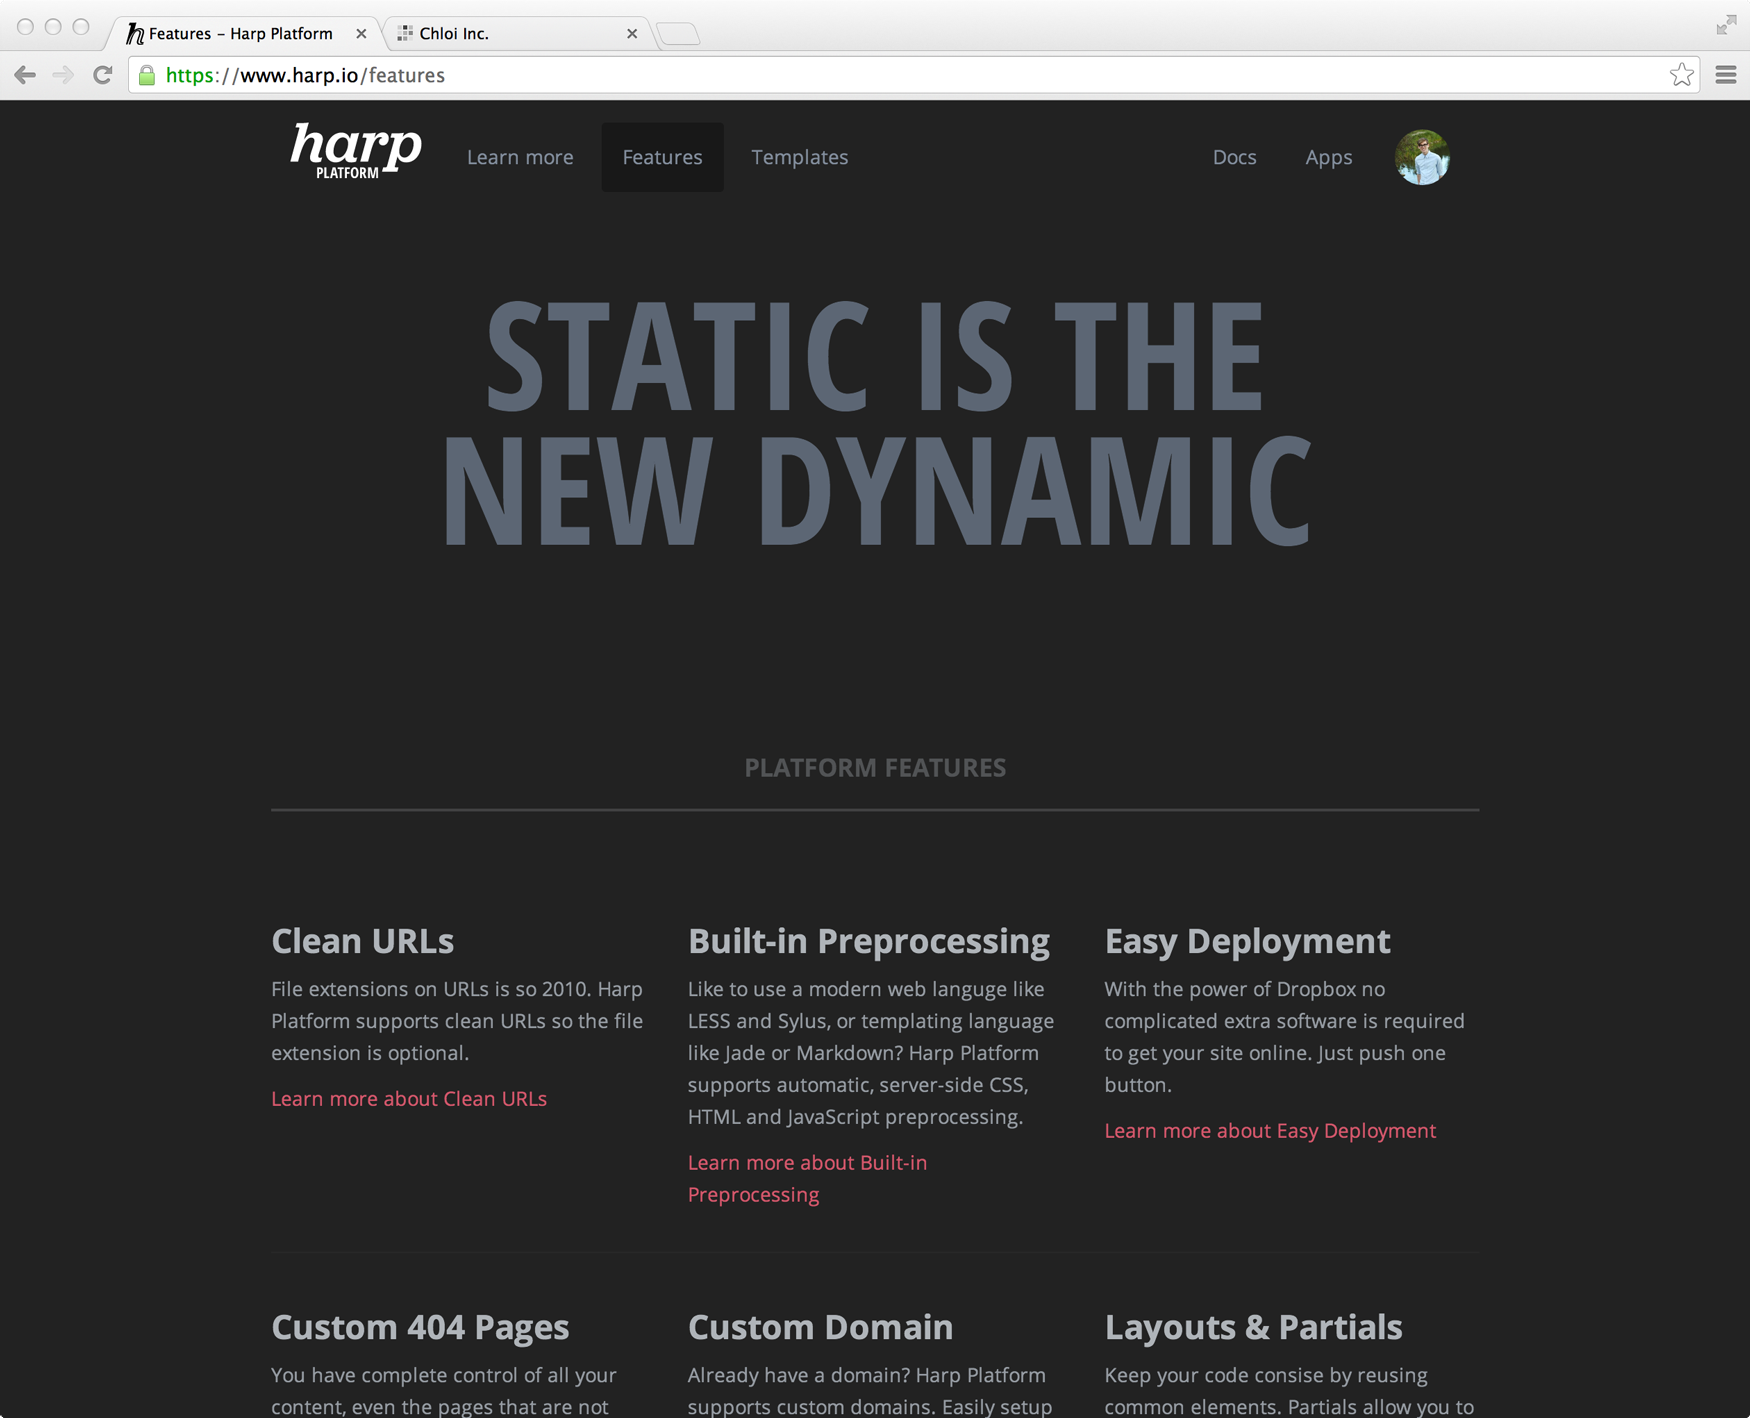 Features – Harp Platform
Chloi Inc.
https://www.harp.io/features
harp
PLATFORM
Learn more
Features
Templates
Docs
Apps
STATIC IS THE
NEW DYNAMIC
PLATFORM FEATURES
Clean URLs
File extensions on URLs is so 2010. Harp
Platform supports clean URLs so the file
extension is optional.
Learn more about Clean URLs
Built-in Preprocessing
Like to use a modern web languge like
LESS and Sylus, or templating language
like Jade or Markdown? Harp Platform
supports automatic, server-side CSS,
HTML and JavaScript preprocessing.
Learn more about Built-in
Preprocessing
Easy Deployment
With the power of Dropbox no
complicated extra software is required
to get your site online. Just push one
button.
Learn more about Easy Deployment
Custom 404 Pages
You have complete control of all your
content, even the pages that are not
Custom Domain
Already have a domain? Harp Platform
supports custom domains. Easily setup
Layouts & Partials
Keep your code consise by reusing
common elements. Partials allow you to